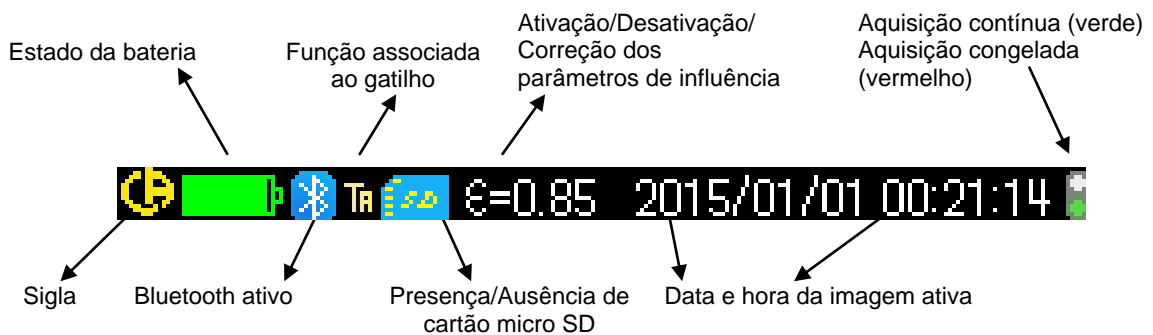 Estado da bateria
Função associada
ao gatilho
Ativação/Desativação/
Correção dos
parâmetros de influência
Aquisição contínua (verde)
Aquisição congelada
(vermelho)
CA TA SD €=0.85 2015/01/01 00:21:14
Sigla
Bluetooth ativo
Presença/Ausência de
cartão micro SD
Data e hora da imagem ativa